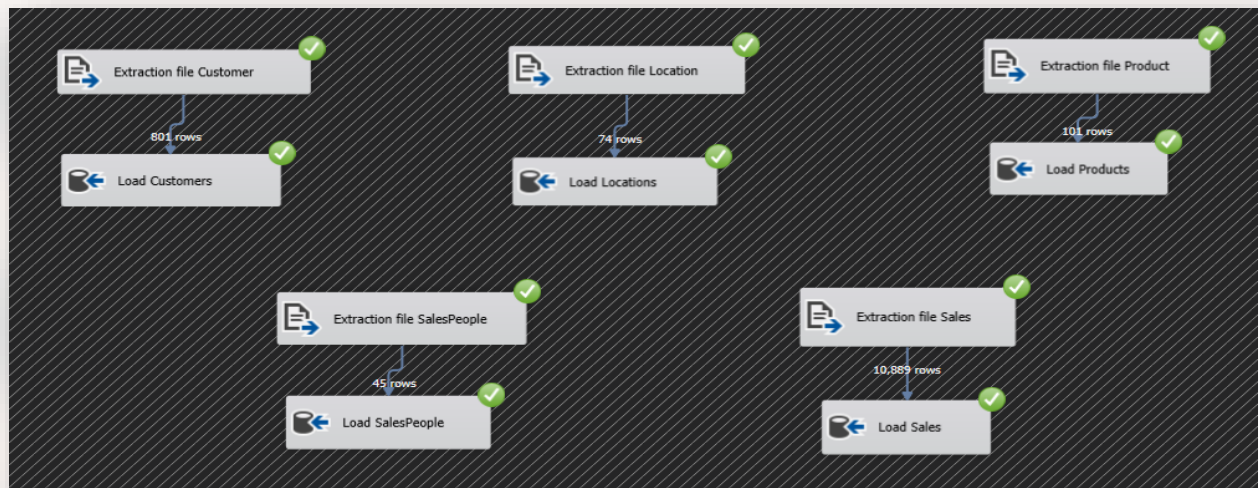 Extraction file Customer
801 rows
Load Customers
Extraction file Location
74 rows
Load Locations
Extraction file Product
101 rows
Load Products
Extraction file SalesPeople
45 rows
Load SalesPeople
Extraction file Sales
10,889 rows
Load Sales